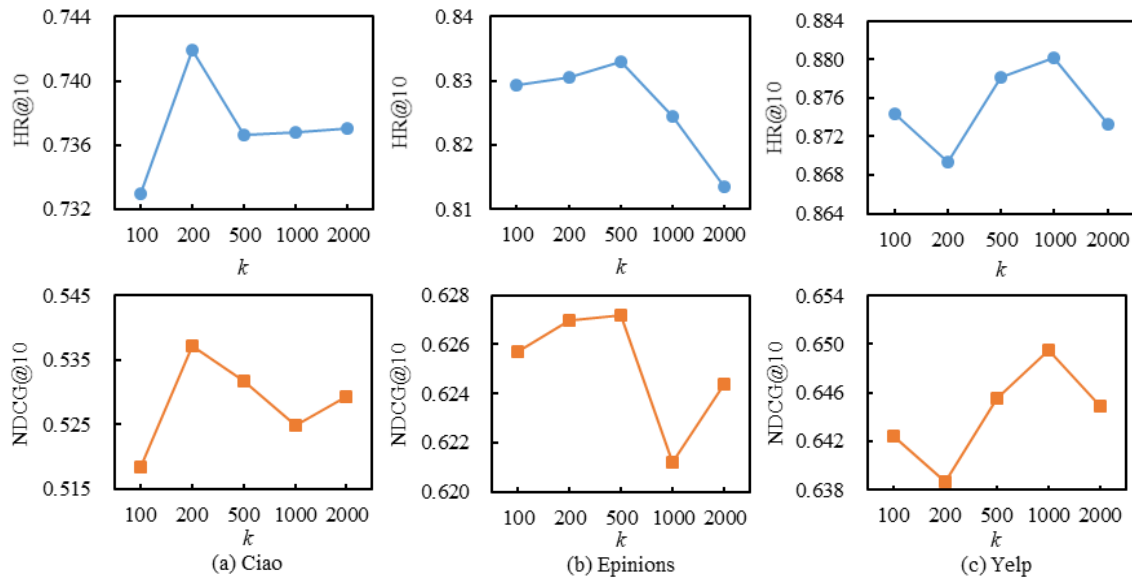 HR@10
0.744
0.740
0.736
0.732
100 200 500 1000 2000
k
HR@10
0.84
0.83
0.82
0.81
100 200 500 1000 2000
k
HR@10
0.884
0.880
0.876
0.872
0.868
0.864
100 200 500 1000 2000
k
NDCG@10
0.545
0.535
0.525
0.515
100 200 500 1000 2000
k
(a) Ciao
NDCG@10
0.628
0.626
0.624
0.622
0.620
100 200 500 1000 2000
k
(b) Epinions
NDCG@10
0.654
0.650
0.646
0.642
0.638
100 200 500 1000 2000
k
(c) Yelp